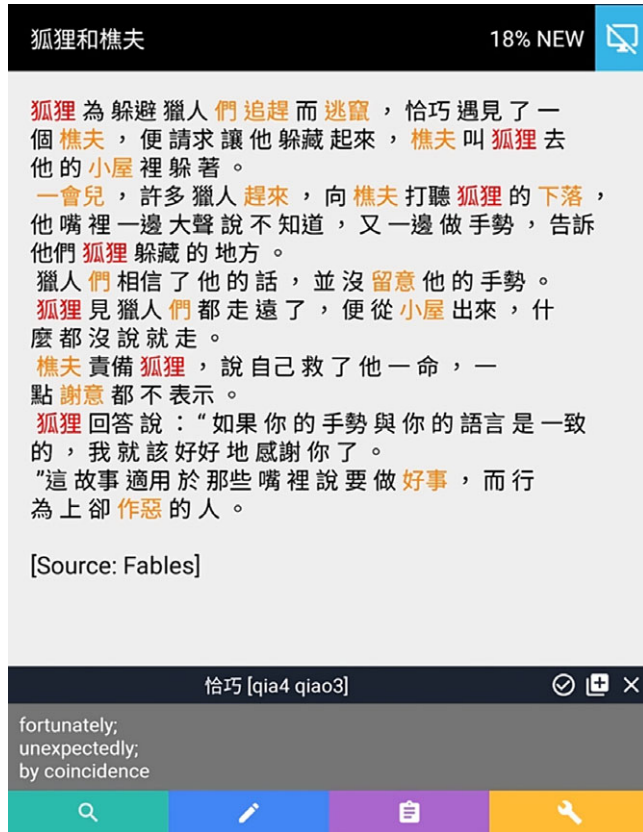 狐狸和樵夫
18% NEW
狐狸為躲避獵人們追趕而逃竄，恰巧遇見了一
個樵夫，便請求讓他躲藏起來，樵夫叫狐狸去
他的小屋裡躲著。
一會兒，許多獵人趕來，向樵夫打聽狐狸的下落，
他嘴裡一邊大聲說不知道，又一邊做手勢，告訴
他們狐狸躲藏的地方。
獵人們相信了他的話，並沒留意他的手勢。
狐狸見獵人們都走遠了，便從小屋出來，什
麼都沒說就走。
樵夫責備狐狸，說自己救了他一命，一
點謝意都不表示。
狐狸回答說：“如果你的手勢與你的語言是一致
的，我就該好好地感謝你了。
”這故事適用於那些嘴裡說要做好事，而行
為上卻作惡的人。
[Source: Fables]
恰巧 [qia4 qiao3]
fortunately;
unexpectedly;
by coincidence